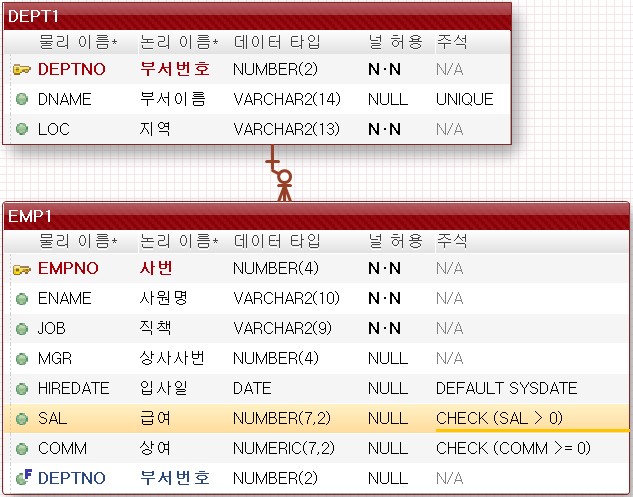 DEPT1
물리 이름* 논리 이름* 데이터 타입 널 허용 주석
DEPTNO 부서번호 NUMBER(2) N·N N/A
DNAME 부서이름 VARCHAR2(14) NULL UNIQUE
LOC 지역 VARCHAR2(13) N·N N/A
EMP1
물리 이름* 논리 이름* 데이터 타입 널 허용 주석
EMPNO 사번 NUMBER(4) N·N N/A
ENAME 사원명 VARCHAR2(10) N·N N/A
JOB 직책 VARCHAR2(9) N·N N/A
MGR 상사사번 NUMBER(4) NULL N/A
HIREDATE 입사일 DATE NULL DEFAULT SYSDATE
SAL 급여 NUMBER(7,2) NULL CHECK (SAL > 0)
COMM 상여 NUMERIC(7,2) NULL CHECK (COMM >= 0)
F DEPTNO 부서번호 NUMBER(2) NULL N/A